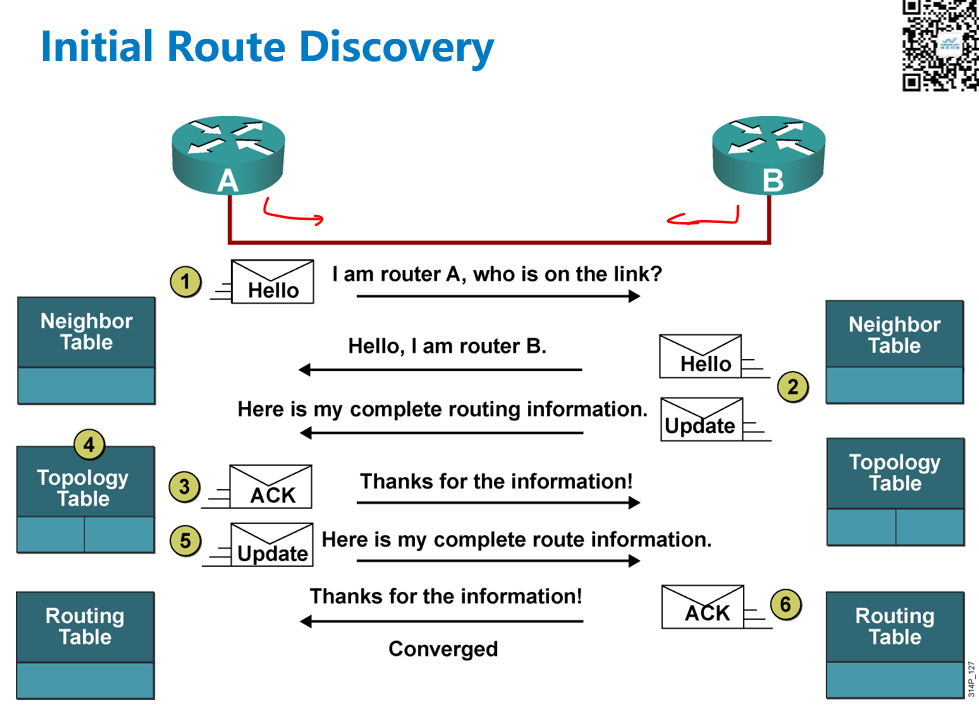 Initial Route Discovery
A
B
1
Hello
I am router A, who is on the link?
Neighbor
Table
Neighbor
Table
Hello, I am router B.
Hello
2
Here is my complete routing information.
Update
4
Topology
Table
3
ACK
Thanks for the information!
Topology
Table
5
Update
Here is my complete route information.
Thanks for the information!
ACK
6
Routing
Table
Converged
Routing
Table
314P_127